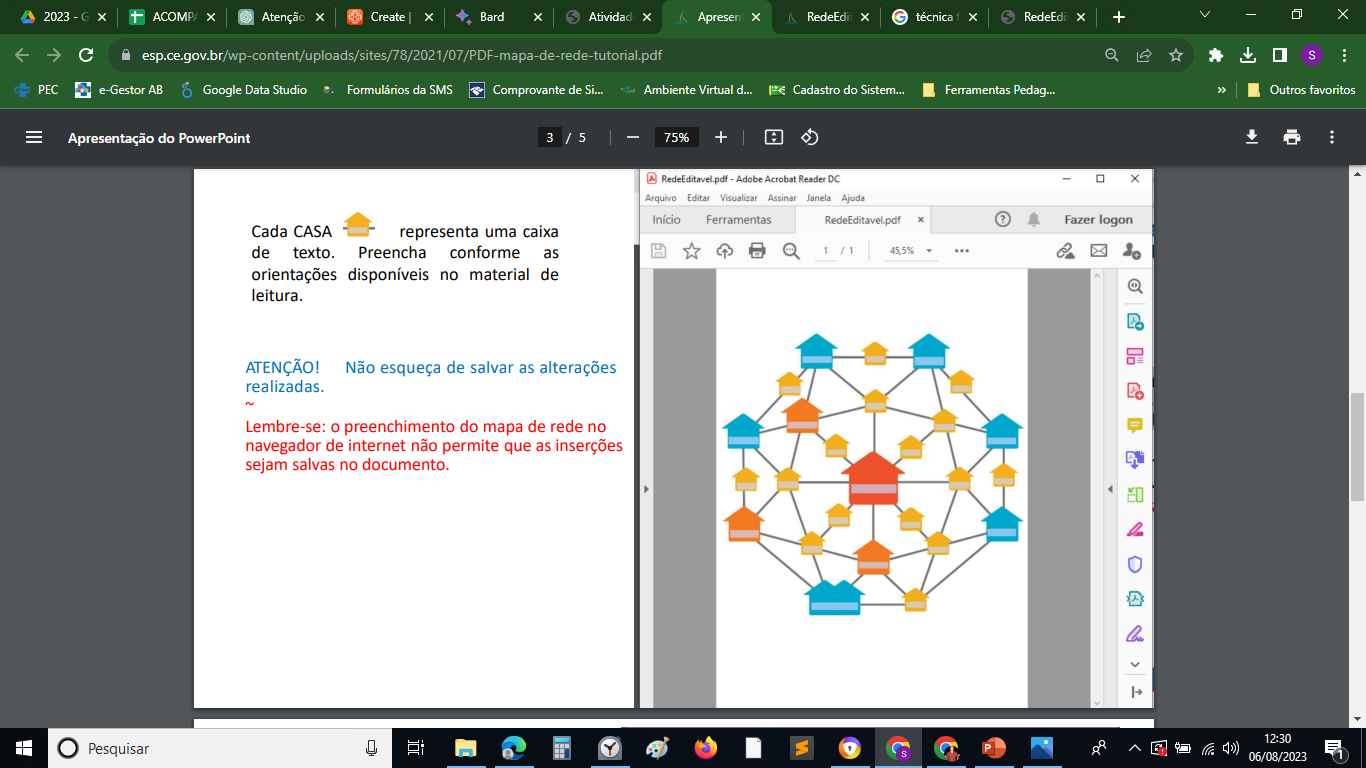 2023 - G
ACOMPA
Atenção
Create |
Bard
Atividad
Apresen
RedeEdit
técnica f
RedeEdit
esp.ce.gov.br/wp-content/uploads/sites/78/2021/07/PDF-mapa-de-rede-tutorial.pdf
S
PEC
e-Gestor AB
Google Data Studio
Formulários da SMS
Comprovante de Si...
Ambiente Virtual d...
Cadastro do Sistem...
Ferramentas Pedag...
»
Outros favoritos
Apresentação do PowerPoint
3 / 5
75%
Cada CASA representa uma caixa
de texto. Preencha conforme as
orientações disponíveis no material de
leitura.
ATENÇÃO! Não esqueça de salvar as alterações
realizadas.
~
Lembre-se: o preenchimento do mapa de rede no
navegador de internet não permite que as inserções
sejam salvas no documento.
RedeEditavel.pdf - Adobe Acrobat Reader DC
Arquivo Editar Visualizar Assinar Janela Ajuda
Início Ferramentas RedeEditavel.pdf Fazer logon
1 / 1 45,5%
Pesquisar
12:30
06/08/2023
1